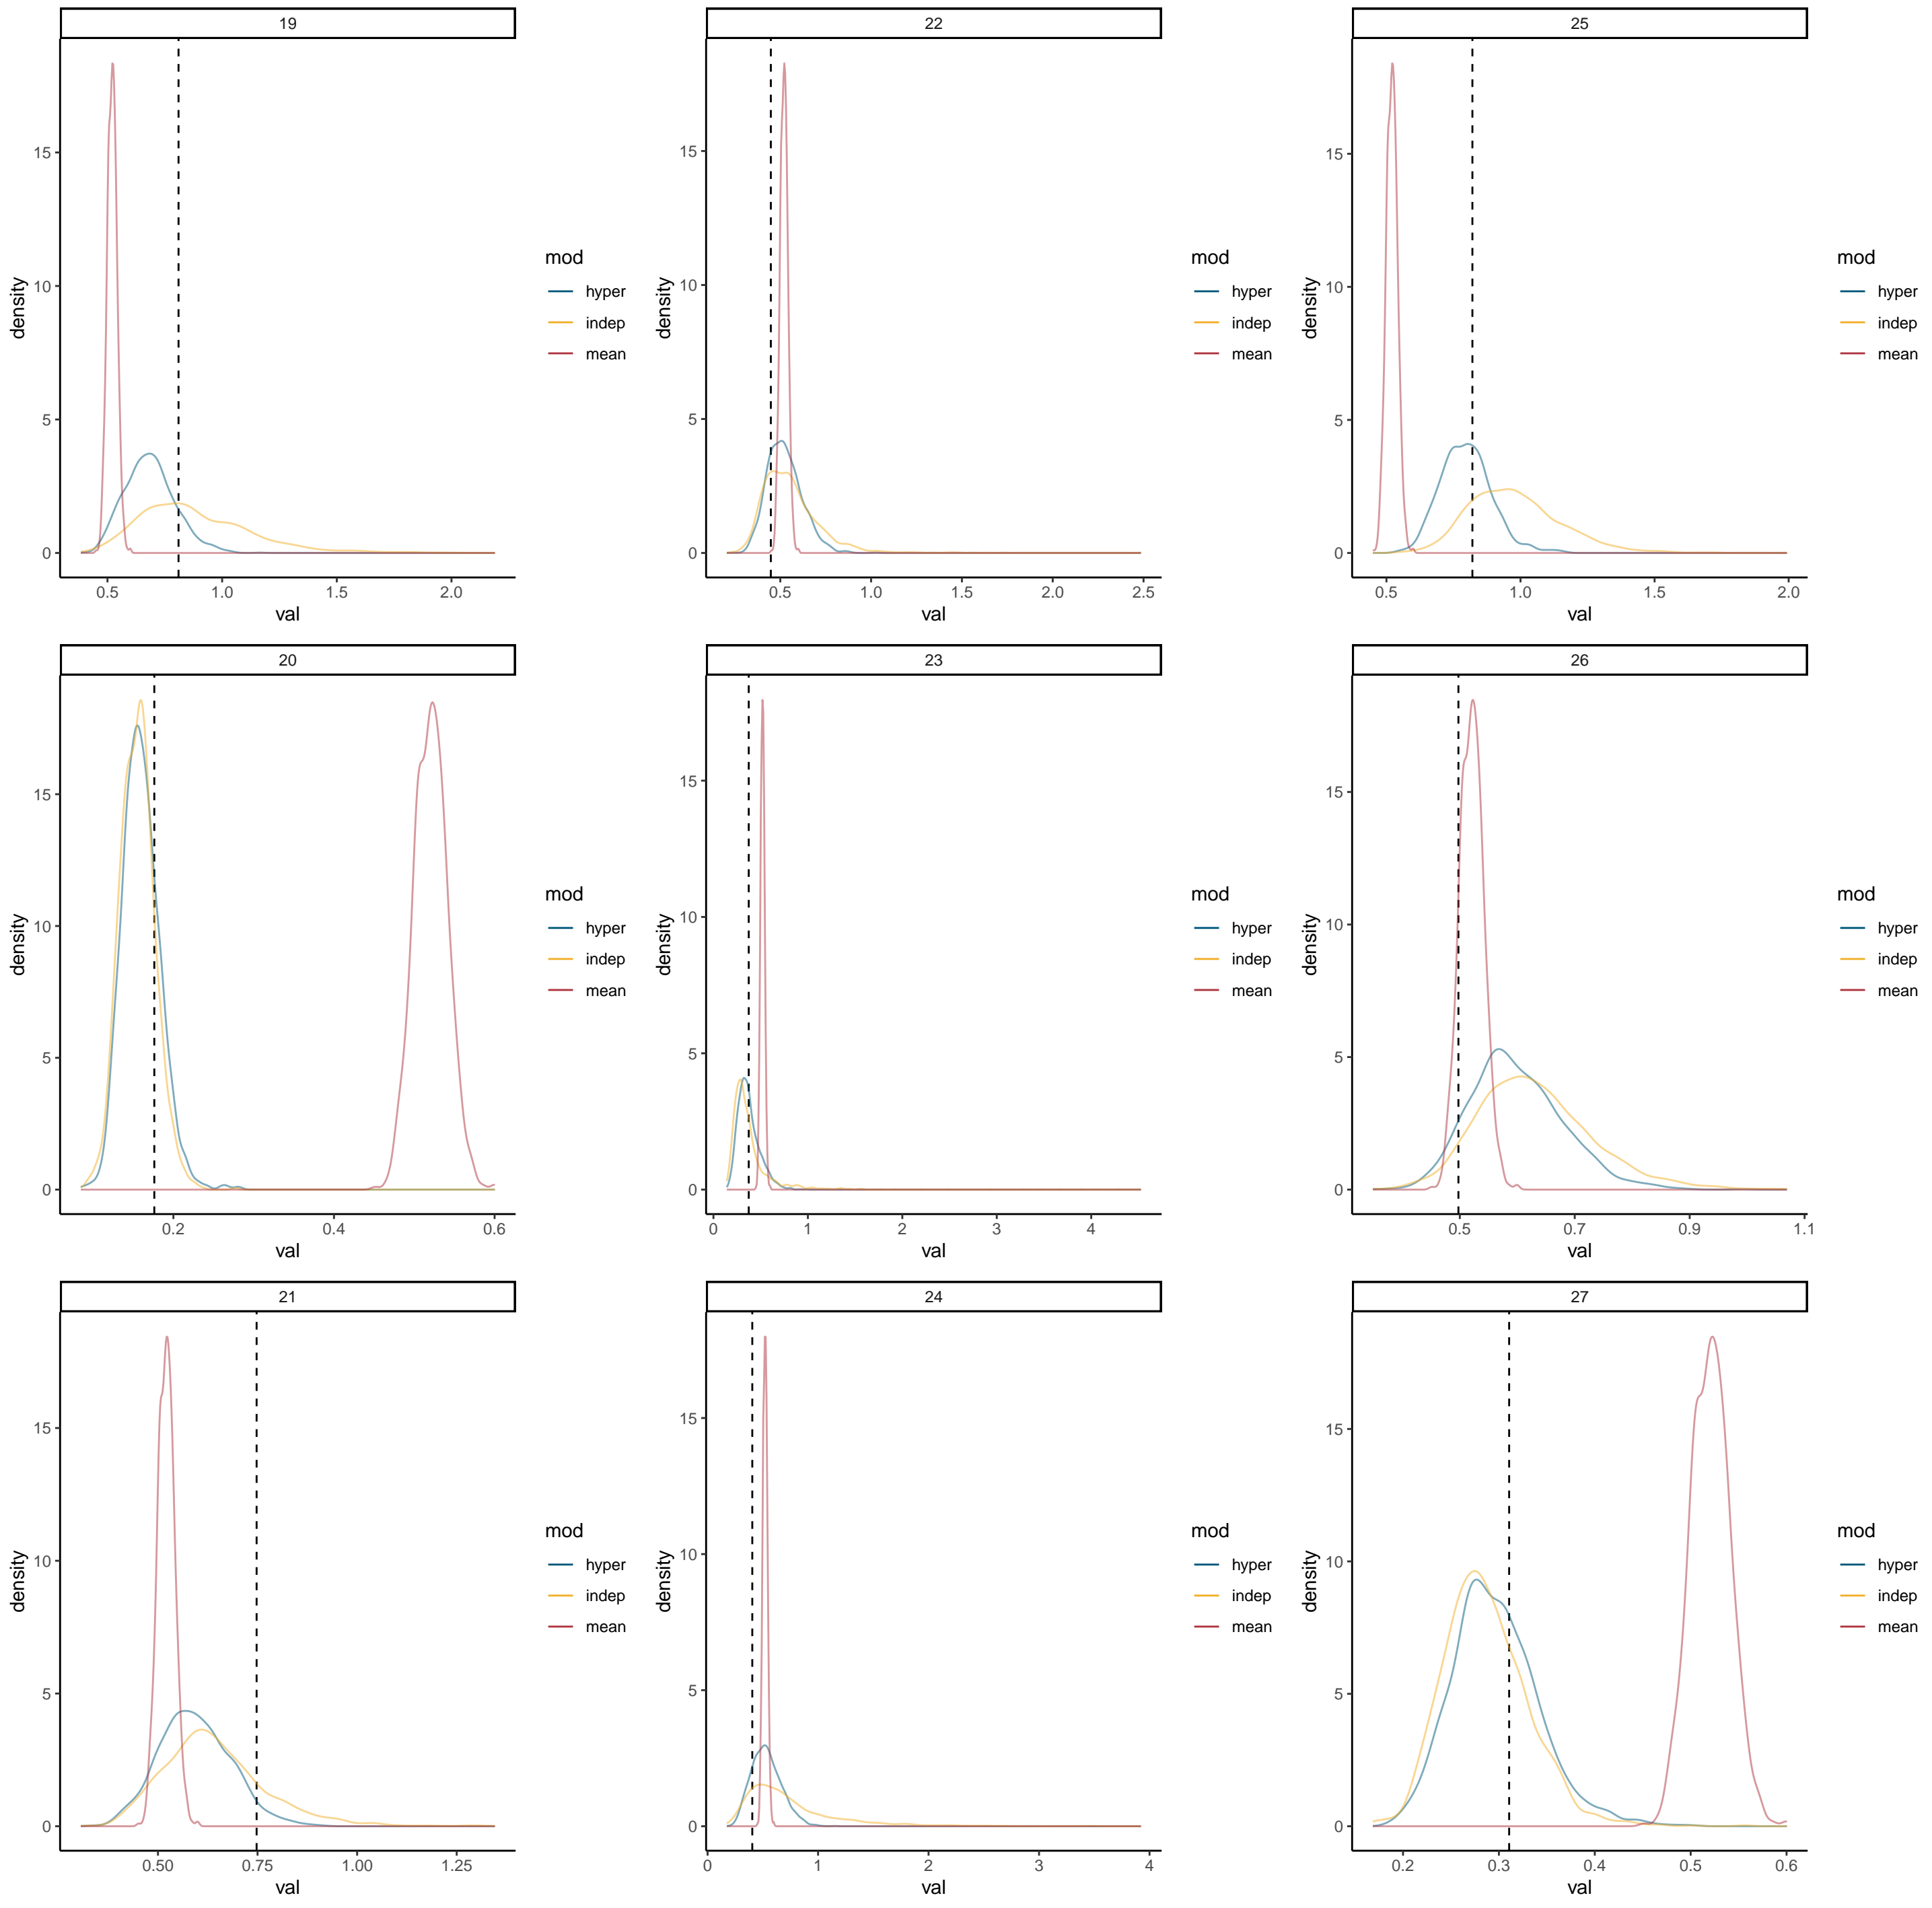 19
density
15
10
5
0
0.5 1.0 1.5 2.0
val
mod
hyper
indep
mean
22
density
15
10
5
0
0.5 1.0 1.5 2.0 2.5
val
mod
hyper
indep
mean
25
density
15
10
5
0
0.5 1.0 1.5 2.0
val
mod
hyper
indep
mean
20
density
15
10
5
0
0.2 0.4 0.6
val
mod
hyper
indep
mean
23
density
15
10
5
0
0 1 2 3 4
val
mod
hyper
indep
mean
26
density
15
10
5
0
0.5 0.7 0.9 1.1
val
mod
hyper
indep
mean
21
density
15
10
5
0
0.50 0.75 1.00 1.25
val
mod
hyper
indep
mean
24
density
15
10
5
0
0 1 2 3 4
val
mod
hyper
indep
mean
27
density
15
10
5
0
0.2 0.3 0.4 0.5 0.6
val
mod
hyper
indep
mean